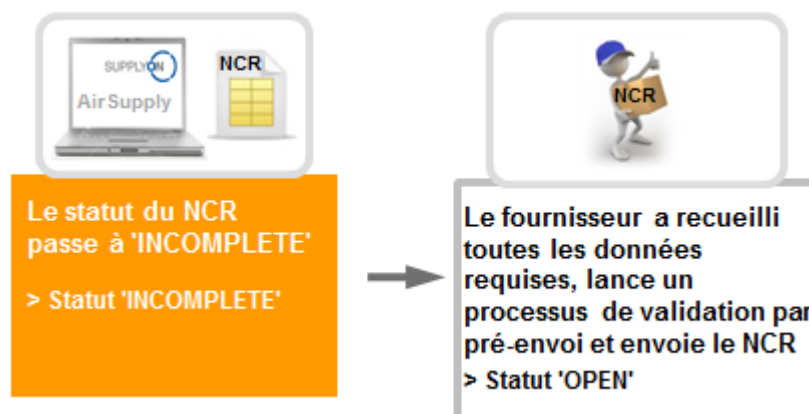 SUPPLYON
AirSupply
NCR
Le statut du NCR
passe à 'INCOMPLETE'
> Statut 'INCOMPLETE'
NCR
Le fournisseur a recueilli
toutes les données
requises, lance un
processus de validation par
pré-envoi et envoie le NCR
> Statut 'OPEN'